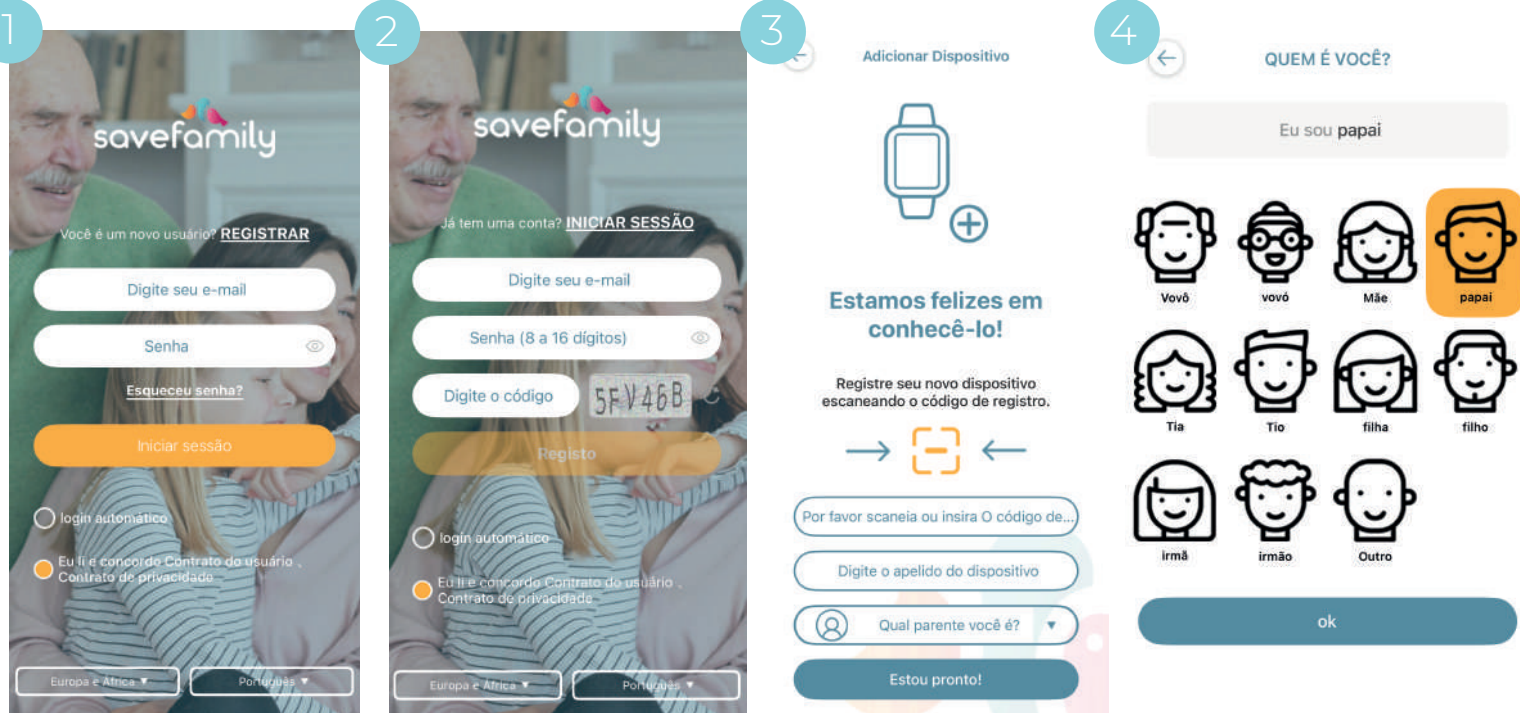 1
savefamily
Você é um novo usuário? REGISTRAR
Digite seu e-mail
Senha
Esqueceu senha?
Iniciar sessão
login automático
Eu li e concordo Contrato do usuário 、
Contrato de privacidade
Europa e África ▼
Português ▼
2
savefamily
Já tem uma conta? INICIAR SESSÃO
Digite seu e-mail
Senha (8 a 16 dígitos)
Digite o código
5FV46B
Registo
login automático
Eu li e concordo Contrato do usuário 、
Contrato de privacidade
Europa e África ▼
Português ▼
3
Adicionar Dispositivo
Estamos felizes em
conhecê-lo!
Registre seu novo dispositivo
escaneando o código de registro.
Por favor scaneia ou insira O código de...
Digite o apelido do dispositivo
Qual parente você é? ▼
Estou pronto!
4
QUEM É VOCÊ?
Eu sou papai
Vovô
vovó
Mãe
papai
Tia
Tio
filha
filho
irmã
irmão
Outro
ok